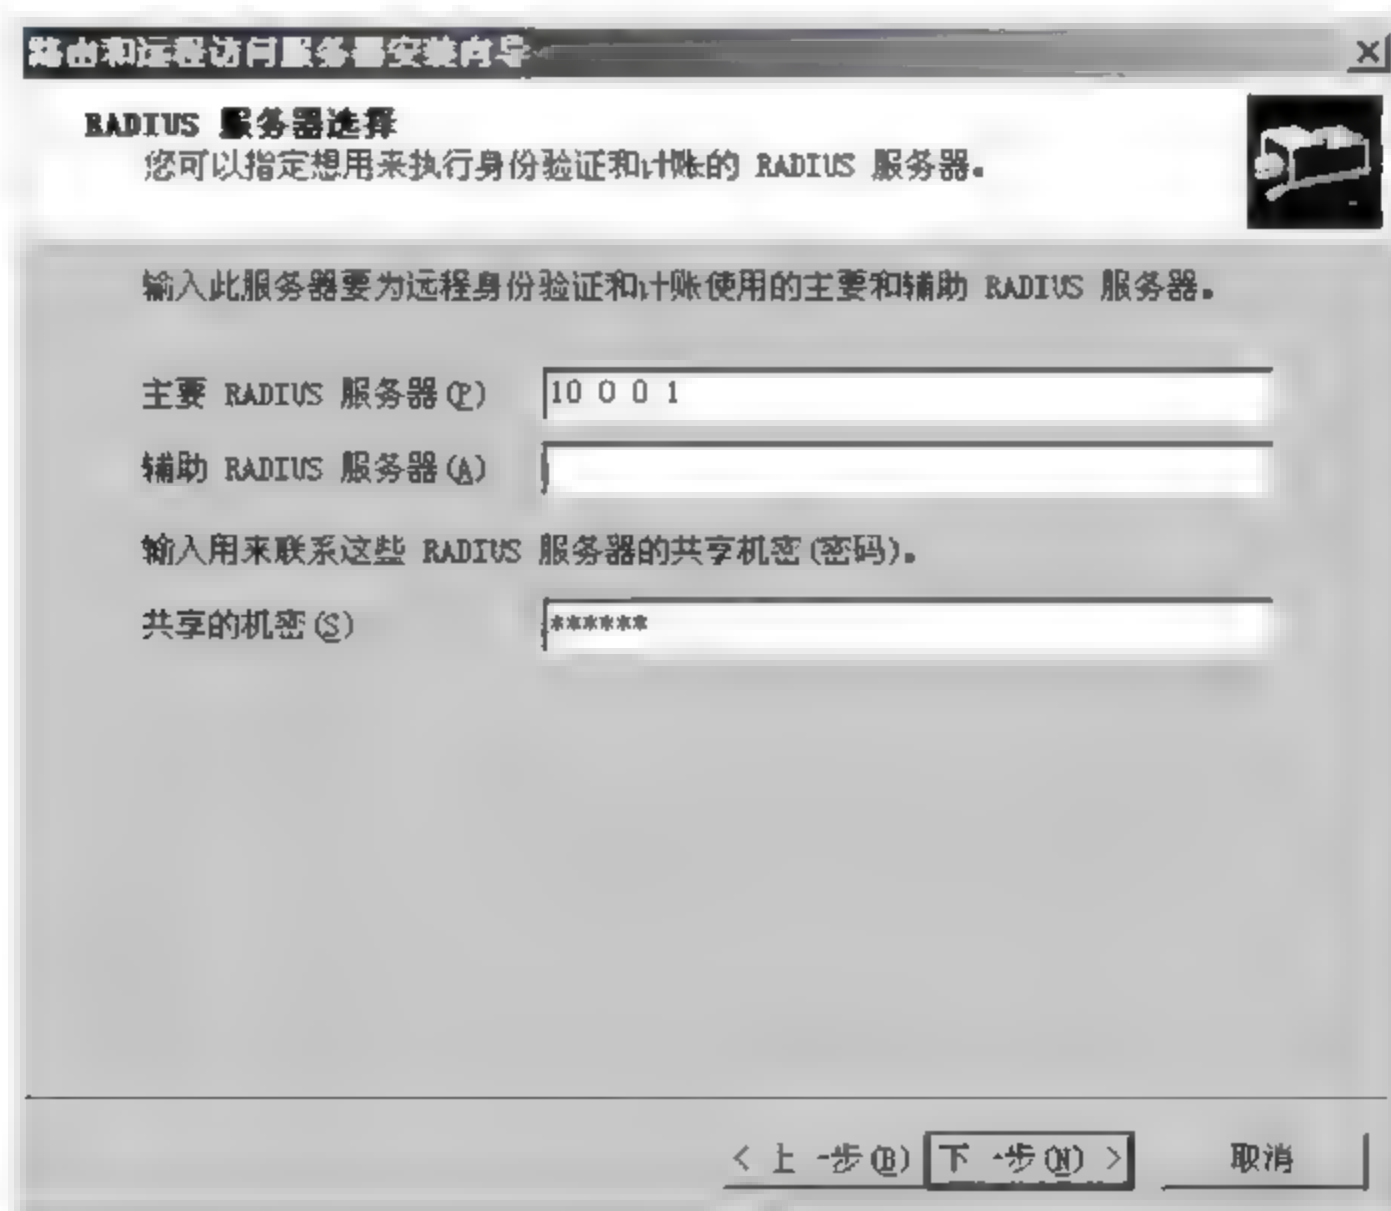 路由和远程访问服务器安装向导
RADIUS 服务器选择
您可以指定想用来执行身份验证和计账的 RADIUS 服务器。
输入此服务器要为远程身份验证和计账使用的主要和辅助 RADIUS 服务器。
主要 RADIUS 服务器(P) 10 0 0 1
辅助 RADIUS 服务器(A)
输入用来联系这些 RADIUS 服务器的共享机密(密码)。
共享的机密(S) ******
< 上一步(B) 下一步(N) > 取消